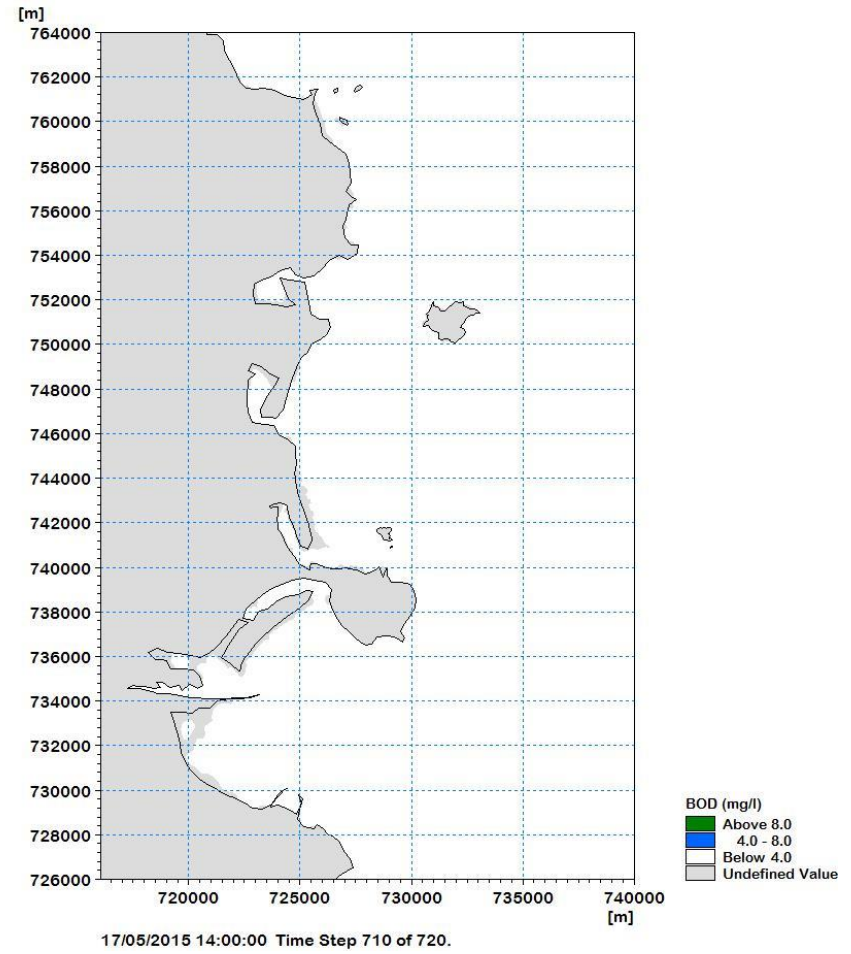 [m]
764000
762000
760000
758000
756000
754000
752000
750000
748000
746000
744000
742000
740000
738000
736000
734000
732000
730000
728000
726000
720000 725000 730000 735000 740000
[m]
BOD (mg/l)
Above 8.0
4.0 - 8.0
Below 4.0
Undefined Value
17/05/2015 14:00:00 Time Step 710 of 720.